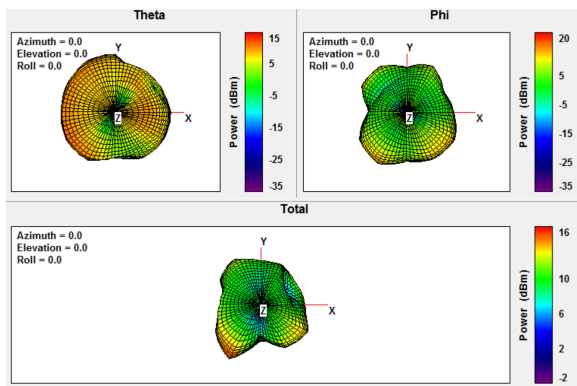 Theta
Azimuth = 0.0
Elevation = 0.0
Roll = 0.0
Y
Z
X
Power (dBm)
15
5
-5
-15
-25
-35
Phi
Azimuth = 0.0
Elevation = 0.0
Roll = 0.0
Y
Z
X
Power (dBm)
20
5
-5
-15
-25
-35
Total
Azimuth = 0.0
Elevation = 0.0
Roll = 0.0
Y
Z
X
Power (dBm)
16
10
6
2
-2